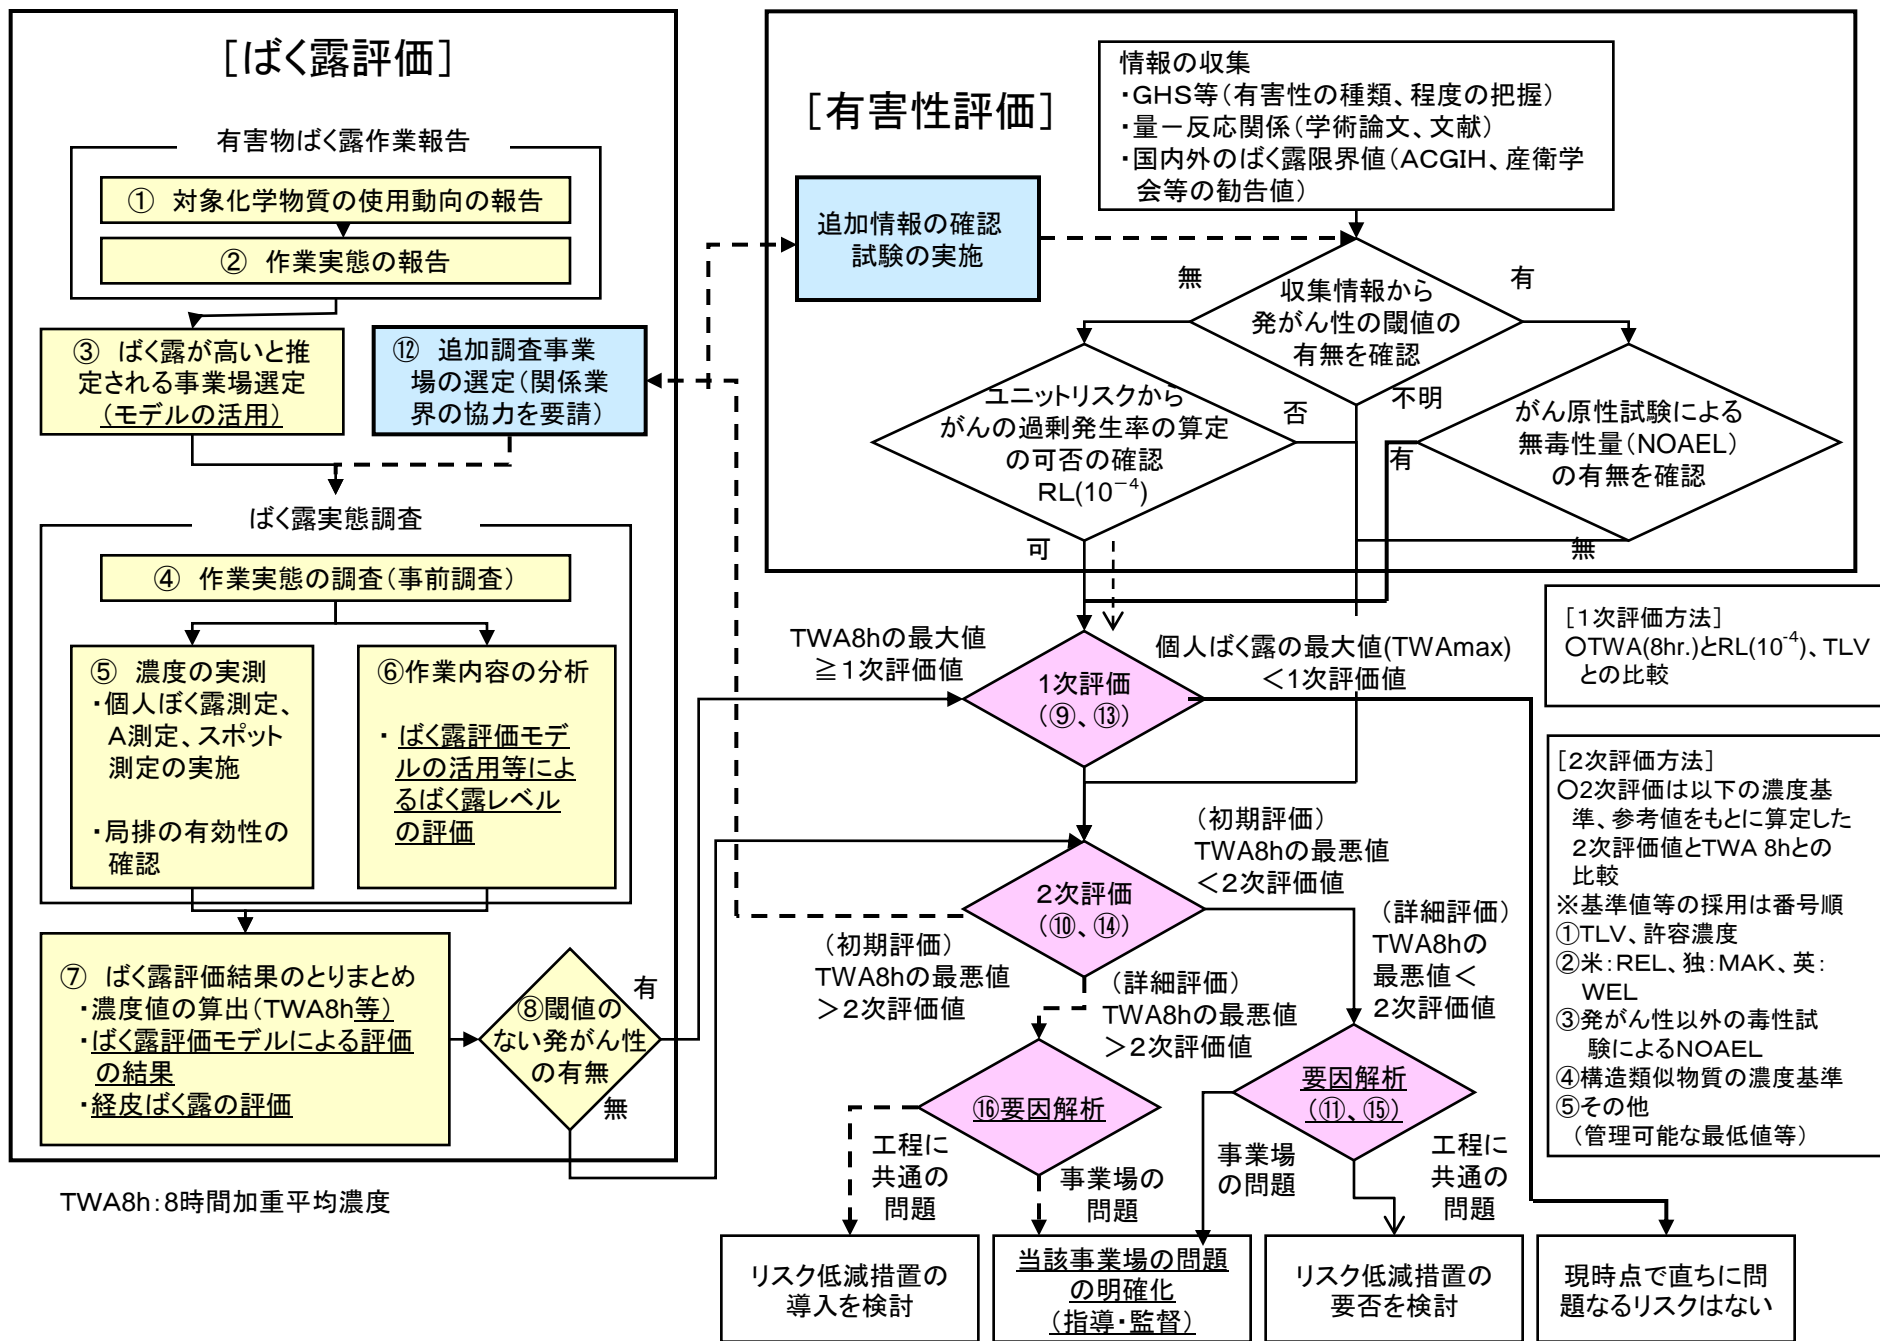 ［ばく露評価］
有害物ばく露作業報告
① 対象化学物質の使用動向の報告
② 作業実態の報告
③ ばく露が高いと推
定される事業場選定
（モデルの活用）
⑫ 追加調査事業
場の選定（関係業
界の協力を要請）
ばく露実態調査
④ 作業実態の調査（事前調査）
⑤ 濃度の実測
・個人ぼく露測定、
A測定、スポット
測定の実施
・局排の有効性の
確認
⑥作業内容の分析
・ばく露評価モデ
ルの活用等によ
るばく露レベル
の評価
⑦ ばく露評価結果のとりまとめ
・濃度値の算出（TWA8h等）
・ばく露評価モデルによる評価
の結果
・経皮ばく露の評価
⑧閾値の
ない発がん性
の有無
有
無
TWA8h：8時間加重平均濃度
［有害性評価］
情報の収集
・GHS等（有害性の種類、程度の把握）
・量－反応関係（学術論文、文献）
・国内外のばく露限界値（ACGIH、産衛学
会等の勧告値）
追加情報の確認
試験の実施
無
有
収集情報から
発がん性の閾値の
有無を確認
不明
ユニットリスクから
がんの過剰発生率の算定
の可否の確認
RL(10⁻⁴)
否
可
がん原性試験による
無毒性量（NOAEL）
の有無を確認
有
無
TWA8hの最大値
≧１次評価値
個人ばく露の最大値(TWAmax)
＜1次評価値
1次評価
（⑨、⑬）
（初期評価）
TWA8hの最悪値
＜２次評価値
２次評価
（⑩、⑭）
（初期評価）
TWA8hの最悪値
＞２次評価値
（詳細評価）
TWA8hの最悪値
＞２次評価値
（詳細評価）
TWA8hの
最悪値＜
２次評価値
⑯要因解析
要因解析
（⑪、⑮）
工程に
共通の
問題
事業場の
問題
事業場
の問題
工程に
共通の
問題
リスク低減措置の
導入を検討
当該事業場の問題
の明確化
（指導・監督）
リスク低減措置の
要否を検討
現時点で直ちに問
題なるリスクはない
［１次評価方法］
○TWA(8hr.)とRL(10⁻⁴)、TLV
との比較
［２次評価方法］
○2次評価は以下の濃度基
準、参考値をもとに算定した
２次評価値とTWA 8hとの
比較
※基準値等の採用は番号順
①TLV、許容濃度
②米：REL、独：MAK、英：
WEL
③発がん性以外の毒性試
験によるNOAEL
④構造類似物質の濃度基準
⑤その他
（管理可能な最低値等）